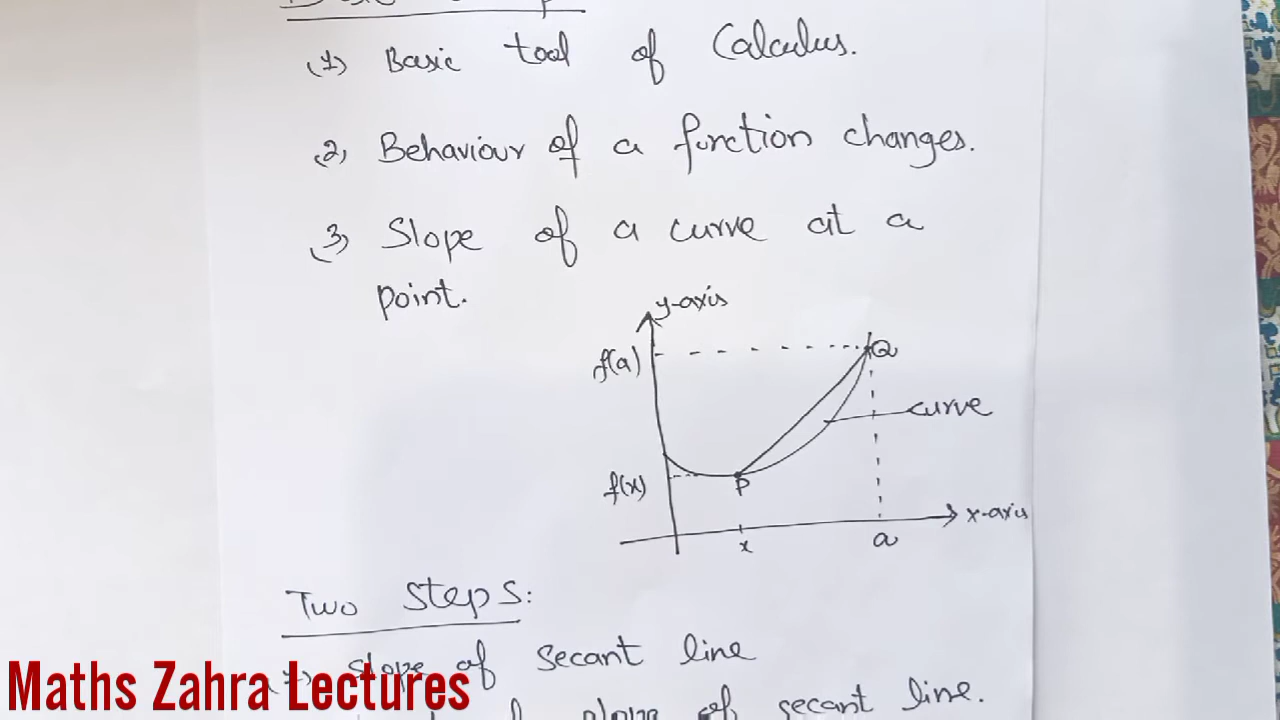 (1) Basic tool of Calculus.
(2) Behaviour of a function changes.
(3) Slope of a curve at a
point.
y-axis
f(a)
Q
curve
f(x)
P
x-axis
x
a
Two Steps:
(1) slope of secant line
slope of secant line.
Maths Zahra Lectures